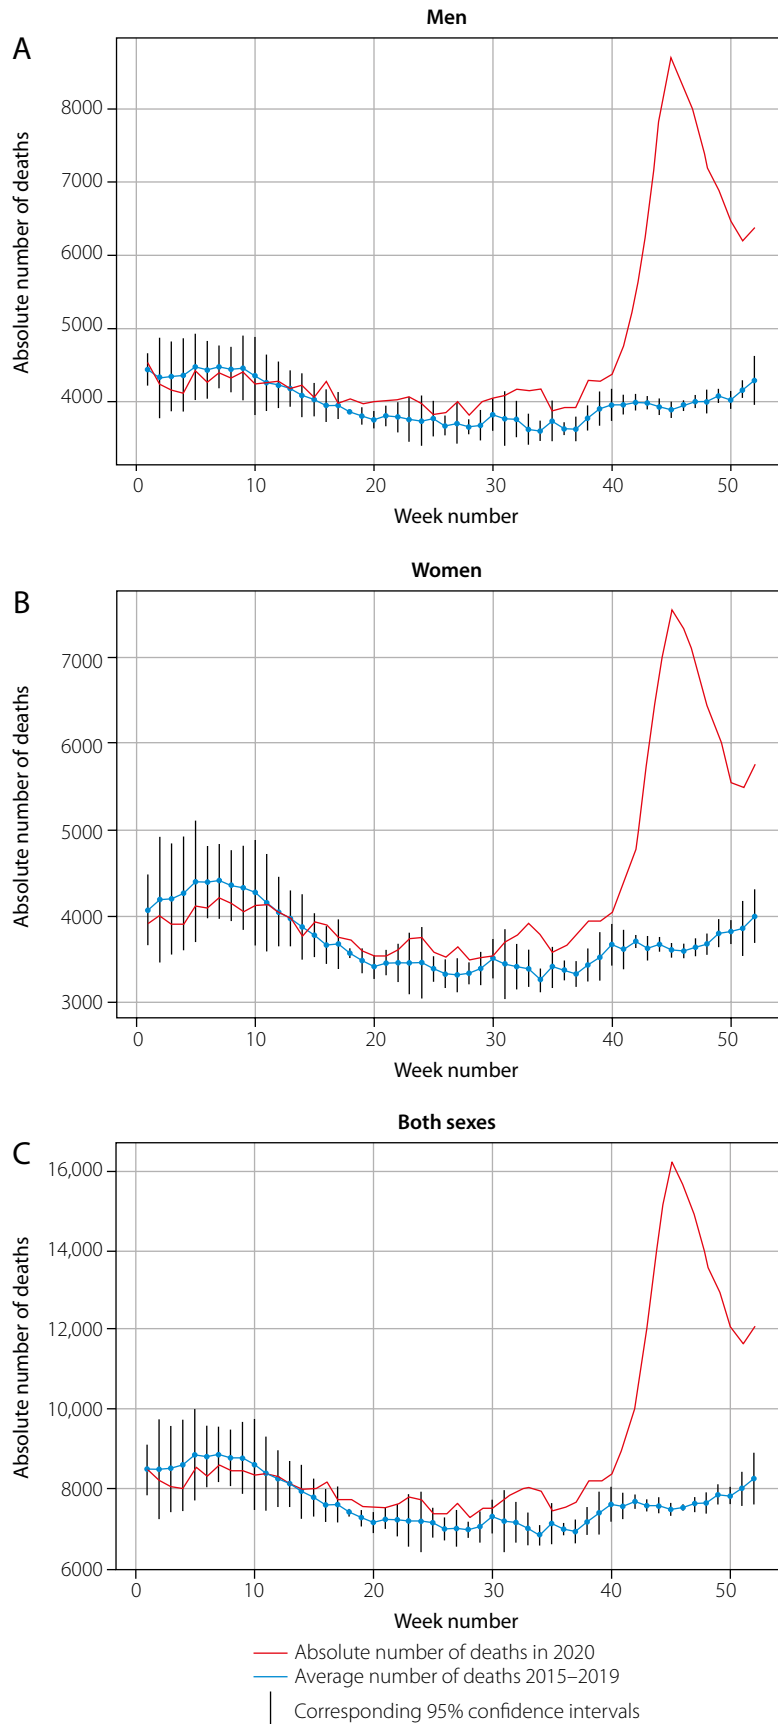 Men
A
8000
7000
6000
5000
4000
Absolute number of deaths
0 10 20 30 40 50
Week number
Women
B
7000
6000
5000
4000
3000
Absolute number of deaths
0 10 20 30 40 50
Week number
Both sexes
C
16,000
14,000
12,000
10,000
8000
6000
Absolute number of deaths
0 10 20 30 40 50
Week number
Absolute number of deaths in 2020
Average number of deaths 2015–2019
Corresponding 95% confidence intervals